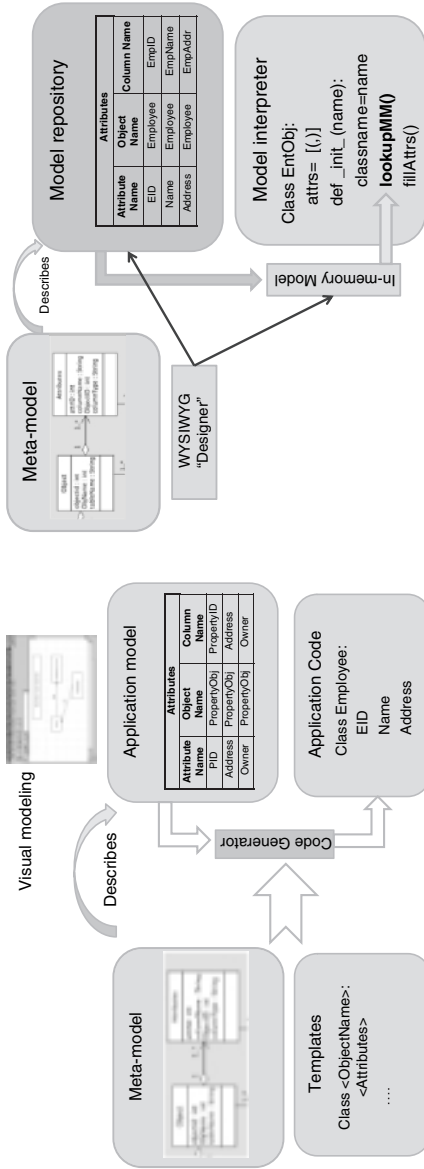 Visual modeling
Meta-model
Describes
Application model
Attributes
Attribute Name Object Name Column Name
PID PropertyObj PropertyID
Address PropertyObj Address
Owner PropertyObj Owner
Templates
Class <ObjectName>:
<Attributes>
....
Code Generator
Application Code
Class Employee:
EID
Name
Address
Meta-model
Object
Attributes
Describes
Model repository
Attributes
Attribute Name Object Name Column Name
EID Employee EmpID
Name Employee EmpName
Address Employee EmpAddr
WYSIWYG
“Designer”
In-memory Model
Model interpreter
Class EntObj:
attrs= [(,)]
def _init_ (name):
classname=name
lookupMM()
fillAttrs()